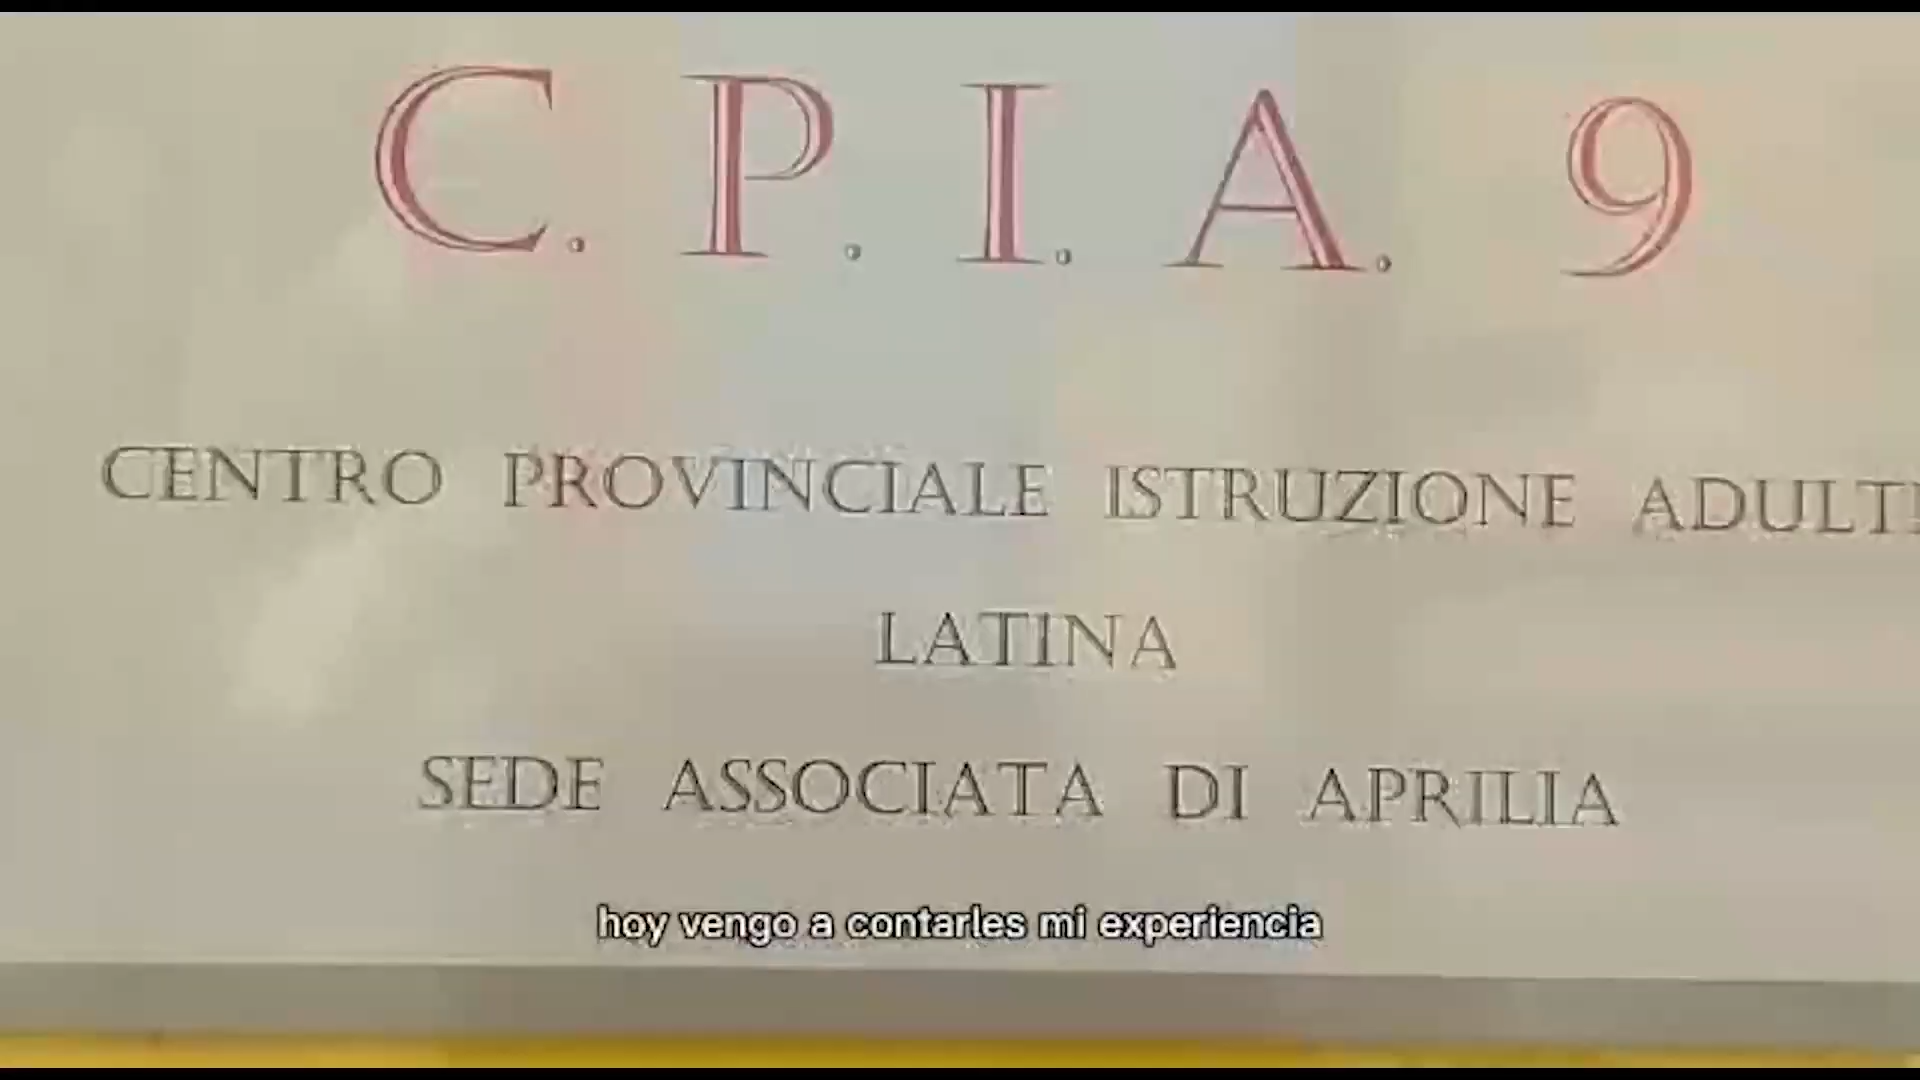 C. P. I. A. 9
CENTRO PROVINCIALE ISTRUZIONE ADULTI
LATINA
SEDE ASSOCIATA DI APRILIA
hoy vengo a contarles mi experiencia